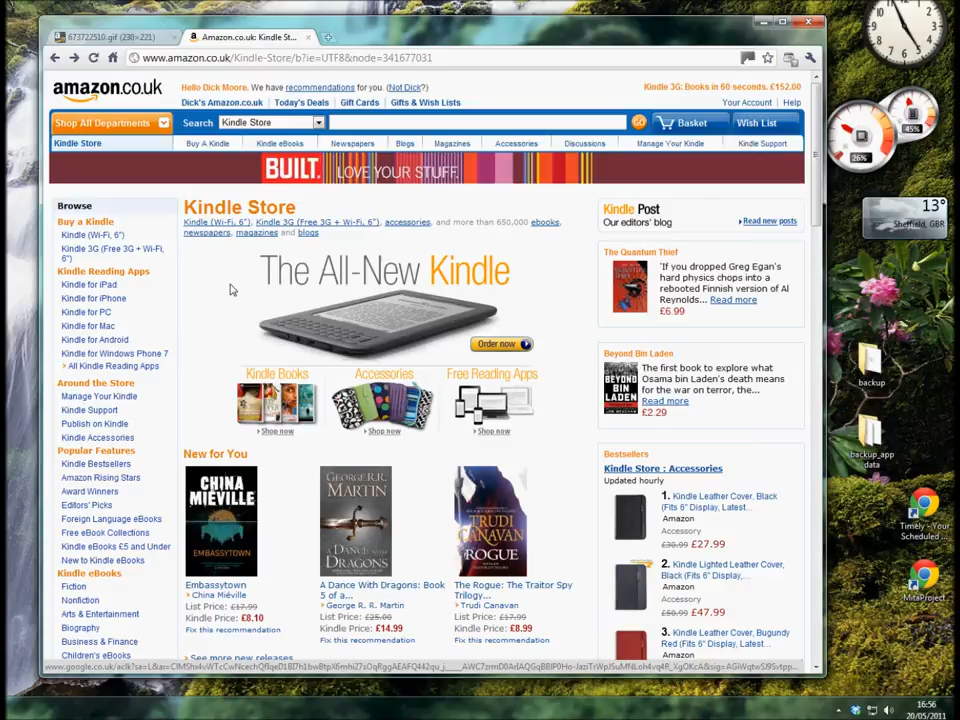 673722510.gif (230×221)
Amazon.co.uk: Kindle St...
www.amazon.co.uk/Kindle-Store/b?ie=UTF8&node=341677031
amazon.co.uk
Hello Dick Moore. We have recommendations for you. (Not Dick?)
Kindle 3G: Books in 60 seconds. £152.00
Dick's Amazon.co.uk | Today's Deals | Gift Cards | Gifts & Wish Lists
Your Account | Help
Shop All Departments
Search
Kindle Store
GO
Basket
Wish List
Kindle Store
Buy A Kindle
Kindle eBooks
Newspapers
Blogs
Magazines
Accessories
Discussions
Manage Your Kindle
Kindle Support
BUILT. LOVE YOUR STUFF.
Browse
Buy a Kindle
Kindle (Wi-Fi, 6")
Kindle 3G (Free 3G + Wi-Fi,
6")
Kindle Reading Apps
Kindle for iPad
Kindle for iPhone
Kindle for PC
Kindle for Mac
Kindle for Android
Kindle for Windows Phone 7
All Kindle Reading Apps
Around the Store
Manage Your Kindle
Kindle Support
Publish on Kindle
Kindle Accessories
Popular Features
Kindle Bestsellers
Amazon Rising Stars
Award Winners
Editors' Picks
Foreign Language eBooks
Free eBook Collections
Kindle eBooks £5 and Under
New to Kindle eBooks
Kindle eBooks
Fiction
Nonfiction
Arts & Entertainment
Biography
Business & Finance
Children's eBooks
Kindle Store
Kindle (Wi-Fi, 6"), Kindle 3G (Free 3G + Wi-Fi, 6"), accessories, and more than 650,000 ebooks,
newspapers, magazines and blogs
The All-New Kindle
Order now
Kindle Books
Accessories
Free Reading Apps
Shop now
Shop now
Shop now
New for You
CHINA
MIÉVILLE
EMBASSYTOWN
GEORGE R.R.
MARTIN
A DANCE WITH
DRAGONS
TRUDI
CANAVAN
ROGUE
Embassytown
China Miéville
List Price: £17.99
Kindle Price: £8.10
Fix this recommendation
A Dance With Dragons: Book
5 of a...
George R. R. Martin
List Price: £25.00
Kindle Price: £14.99
Fix this recommendation
The Rogue: The Traitor Spy
Trilogy...
Trudi Canavan
List Price: £17.99
Kindle Price: £8.99
Fix this recommendation
See more new releases
Kindle Post
Our editors' blog
Read new posts
The Quantum Thief
'If you dropped Greg Egan's
hard physics chops into a
rebooted Finnish version of Al
Reynolds... Read more
£6.99
Beyond Bin Laden
BEYOND
BIN
LADEN
The first book to explore what
Osama bin Laden's death means
for the war on terror, the...
Read more
£2.29
Bestsellers
Kindle Store : Accessories
Updated hourly
1. Kindle Leather Cover, Black
(Fits 6" Display, Latest...
Amazon
Accessory
£30.99 £27.99
2. Kindle Lighted Leather Cover,
Black (Fits 6" Display,...
Amazon
Accessory
£50.99 £47.99
3. Kindle Leather Cover, Bugundy
Red (Fits 6" Display, Latest...
Amazon
26%
45%
13°
Sheffield, GBR
backup
backup_app
data
Timely - Your
Scheduled ...
MitaProject
16:56
20/05/2011